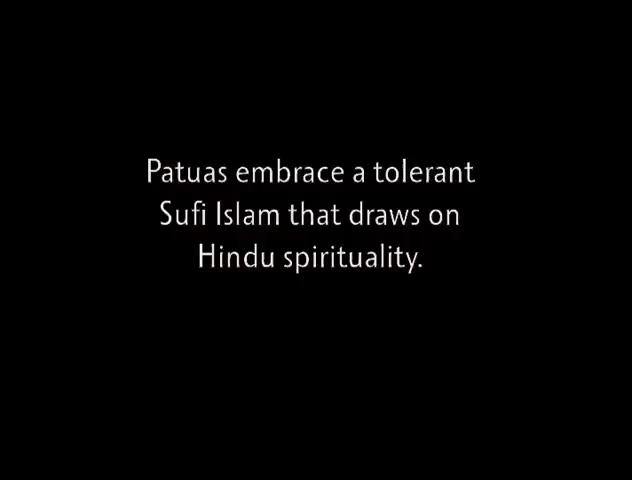 Patuas embrace a tolerant
Sufi Islam that draws on
Hindu spirituality.